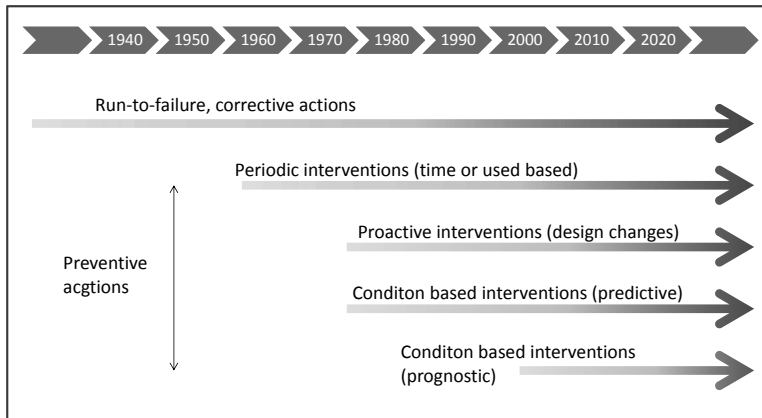 1940 1950 1960 1970 1980 1990 2000 2010 2020
Run-to-failure, corrective actions
Periodic interventions (time or used based)
Proactive interventions (design changes)
Preventive
acgtions
Conditon based interventions (predictive)
Conditon based interventions
(prognostic)